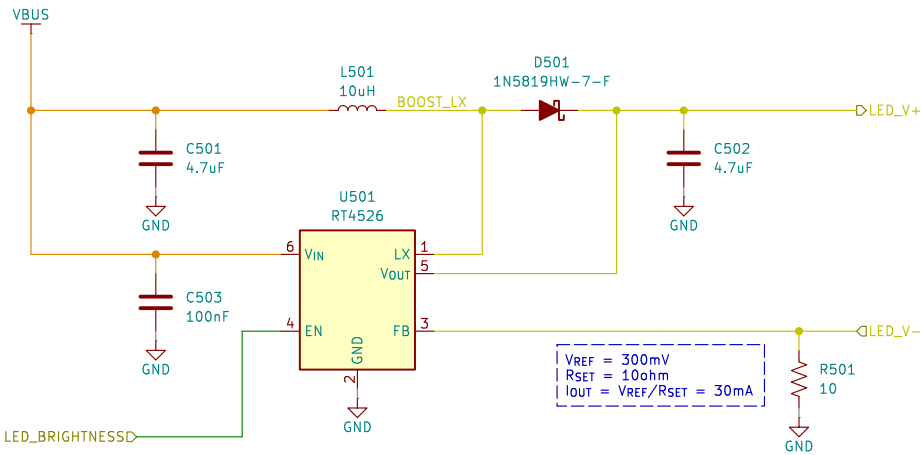 VBUS
D501
1N5819HW-7-F
L501
10uH
BOOST_LX
LED_V+
C501
4.7uF
C502
4.7uF
GND
GND
U501
RT4526
6
VIN
LX
1
VOUT
5
C503
100nF
4
EN
FB
3
LED_V-
GND
GND
2
VREF = 300mV
RSET = 10ohm
IOUT = VREF/RSET = 30mA
R501
10
GND
GND
LED_BRIGHTNESS